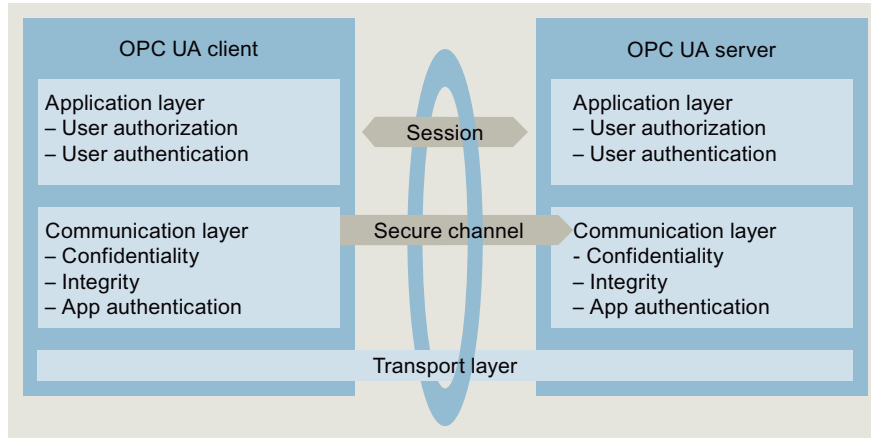 OPC UA client
Application layer
– User authorization
– User authentication
Communication layer
– Confidentiality
– Integrity
– App authentication
Session
Secure channel
OPC UA server
Application layer
– User authorization
– User authentication
Communication layer
- Confidentiality
– Integrity
– App authentication
Transport layer